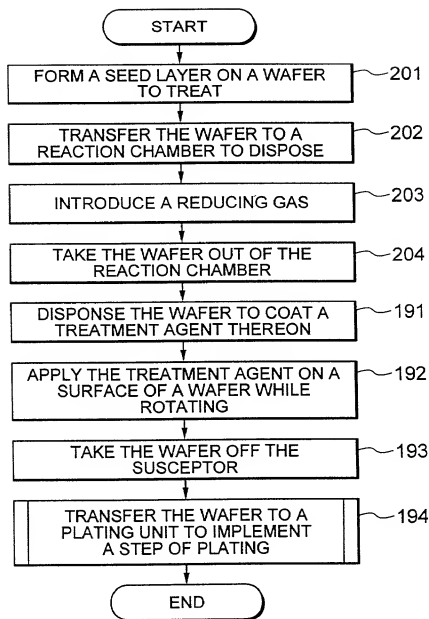 START
FORM A SEED LAYER ON A WAFER
TO TREAT
201
TRANSFER THE WAFER TO A
REACTION CHAMBER TO DISPOSE
202
INTRODUCE A REDUCING GAS
203
TAKE THE WAFER OUT OF THE
REACTION CHAMBER
204
DISPONSE THE WAFER TO COAT A
TREATMENT AGENT THEREON
191
APPLY THE TREATMENT AGENT ON A
SURFACE OF A WAFER WHILE
ROTATING
192
TAKE THE WAFER OFF THE
SUSCEPTOR
193
TRANSFER THE WAFER TO A
PLATING UNIT TO IMPLEMENT
A STEP OF PLATING
194
END